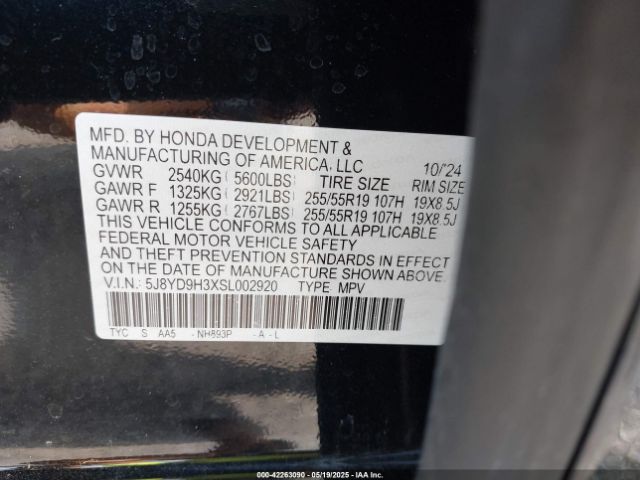 MFD. BY HONDA DEVELOPMENT &
MANUFACTURING OF AMERICA, LLC 10/'24
GVWR 2540KG( 5600LBS) TIRE SIZE RIM SIZE
GAWR F 1325KG( 2921LBS) 255/55R19 107H 19X8.5J
GAWR R 1255KG( 2767LBS) 255/55R19 107H 19X8.5J
THIS VEHICLE CONFORMS TO ALL APPLICABLE
FEDERAL MOTOR VEHICLE SAFETY
AND THEFT PREVENTION STANDARDS IN EFFECT
ON THE DATE OF MANUFACTURE SHOWN ABOVE.
V.I.N.: 5J8YD9H3XSL002920 TYPE: MPV
TYC S AA5 - NH893P - A - L
000-42263090 - 05/19/2025 - IAA Inc.